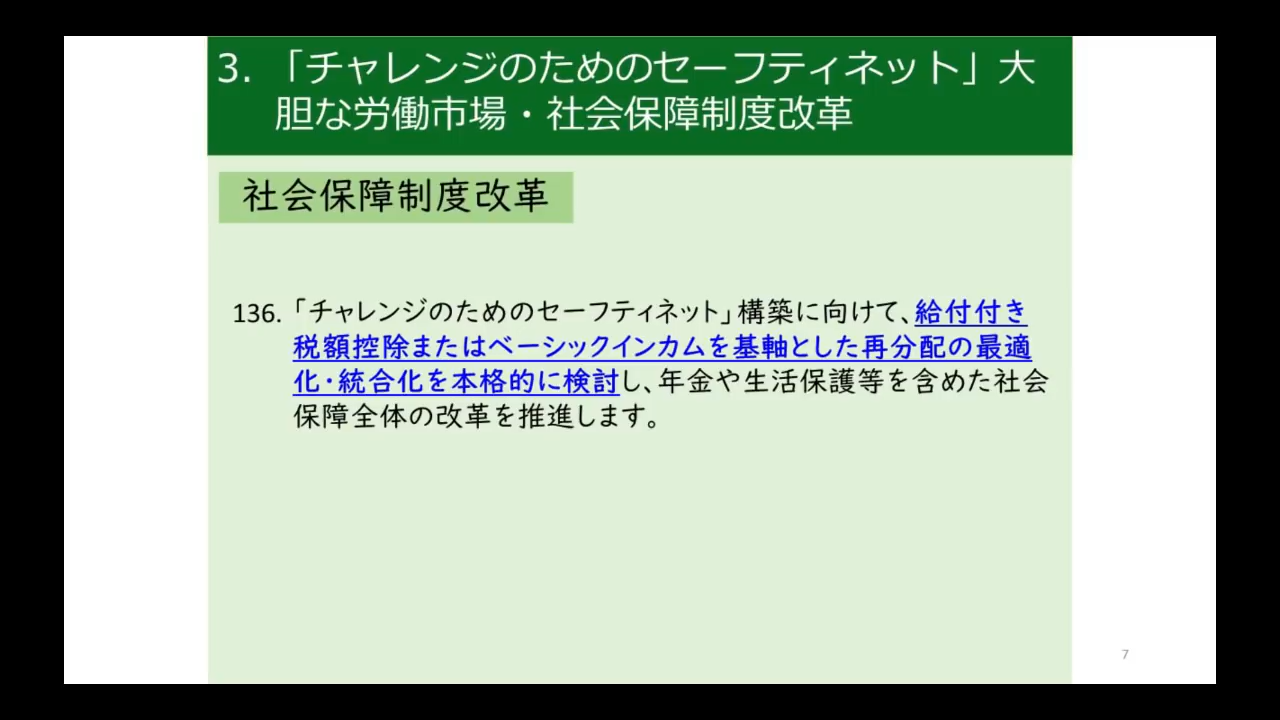 3. 「チャレンジのためのセーフティネット」大
胆な労働市場・社会保障制度改革
社会保障制度改革
136. 「チャレンジのためのセーフティネット」構築に向けて、給付付き
税額控除またはベーシックインカムを基軸とした再分配の最適
化・統合化を本格的に検討し、年金や生活保護等を含めた社会
保障全体の改革を推進します。
7